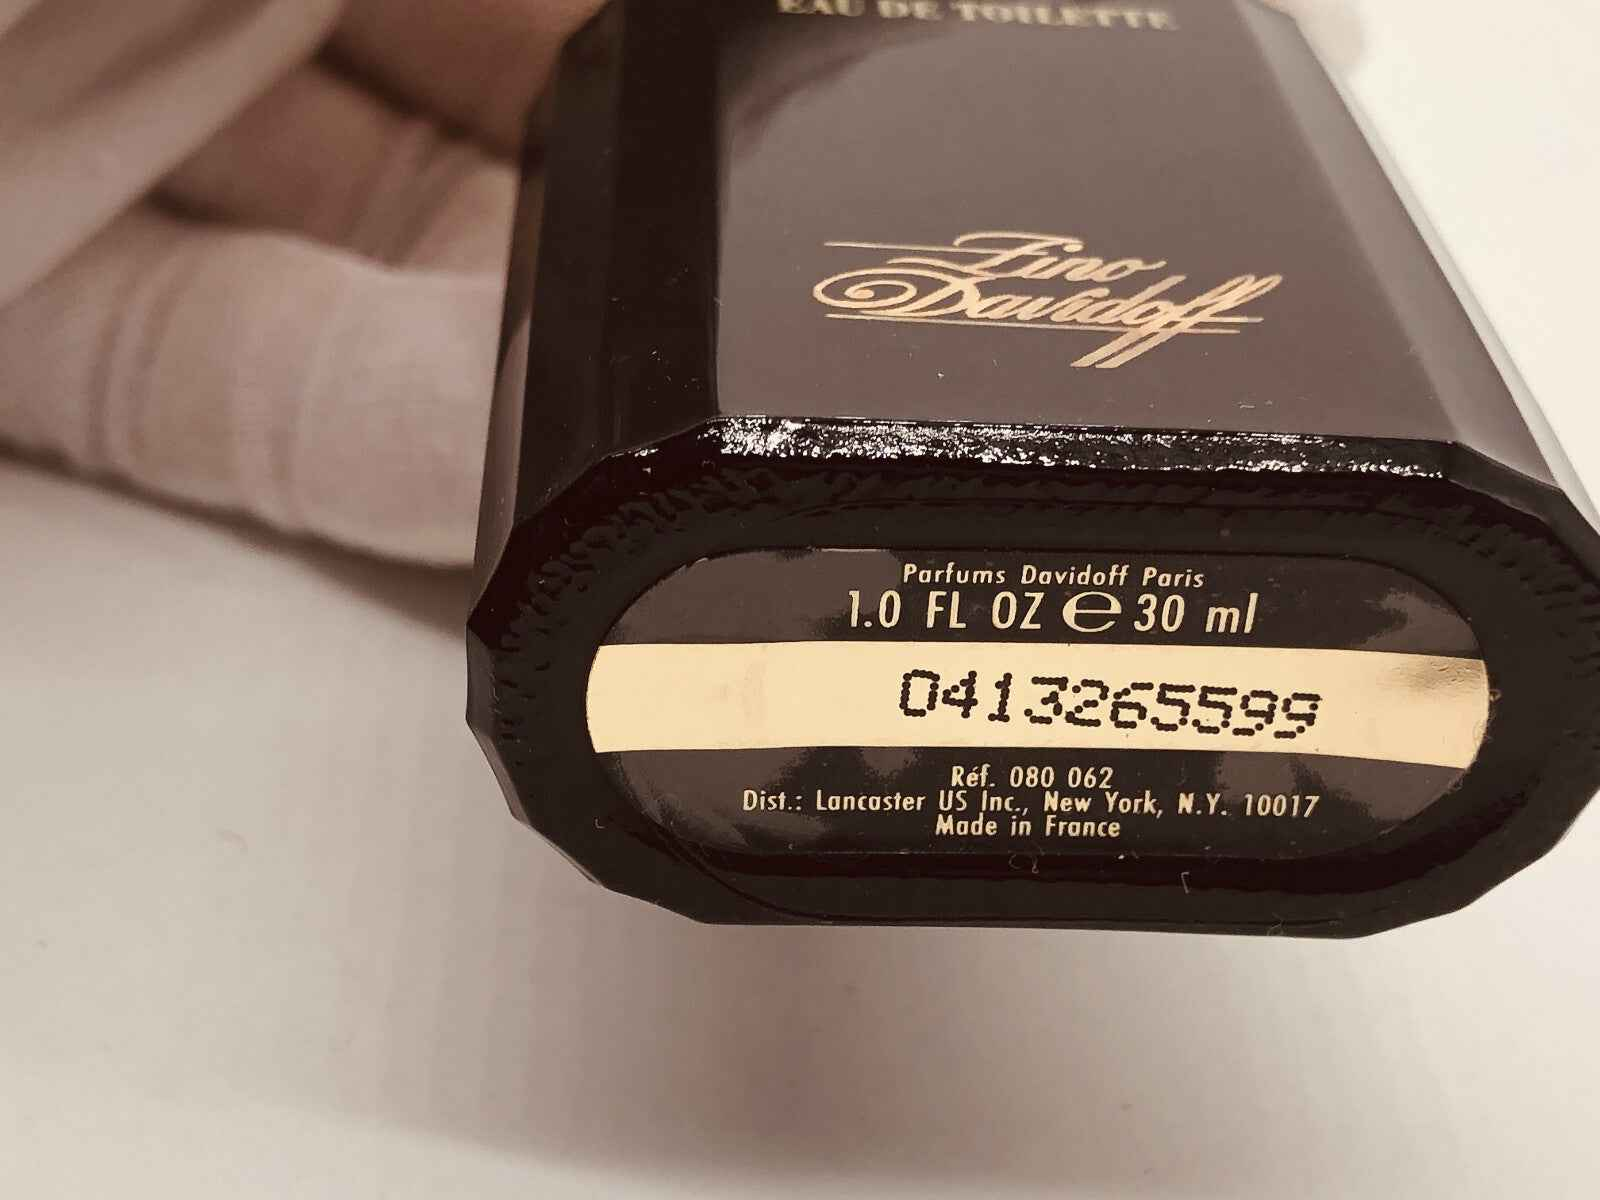 EAU DE TOILETTE
Zino
Davidoff
Parfums Davidoff Paris
1.0 FL OZ ℮ 30 ml
0413265599
Réf. 080 062
Dist.: Lancaster US Inc., New York, N.Y. 10017
Made in France